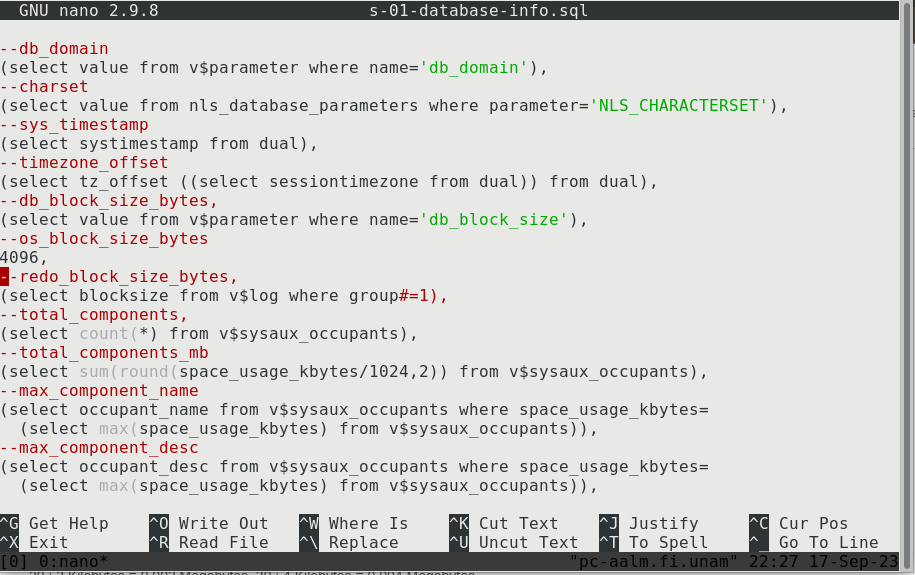 GNU nano 2.9.8 s-01-database-info.sql
--db_domain
(select value from v$parameter where name='db_domain'),
--charset
(select value from nls_database_parameters where parameter='NLS_CHARACTERSET'),
--sys_timestamp
(select systimestamp from dual),
--timezone_offset
(select tz_offset ((select sessiontimezone from dual)) from dual),
--db_block_size_bytes,
(select value from v$parameter where name='db_block_size'),
--os_block_size_bytes
4096,
--redo_block_size_bytes,
(select blocksize from v$log where group#=1),
--total_components,
(select count(*) from v$sysaux_occupants),
--total_components_mb
(select sum(round(space_usage_kbytes/1024,2)) from v$sysaux_occupants),
--max_component_name
(select occupant_name from v$sysaux_occupants where space_usage_kbytes=
  (select max(space_usage_kbytes) from v$sysaux_occupants)),
--max_component_desc
(select occupant_desc from v$sysaux_occupants where space_usage_kbytes=
  (select max(space_usage_kbytes) from v$sysaux_occupants)),
^G Get Help ^O Write Out ^W Where Is ^K Cut Text ^J Justify ^C Cur Pos
^X Exit ^R Read File ^\ Replace ^U Uncut Text ^T To Spell ^_ Go To Line
[0] 0:nano* "pc-aalm.fi.unam" 22:27 17-Sep-23